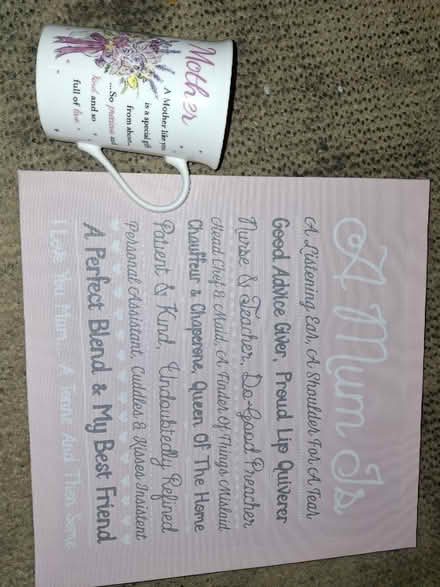 Mother
A Mother like you
is a special
from above
...So precious and
kind and so
full of love
A Mum Is
A Listening Ear, A Shoulder For A Tear
Good Advice Giver, Proud Lip Quiverer
Nurse & Teacher, Do-Good Preacher
Head Chef & Maid, A Finder Of Things Mislaid
Chauffeur & Chaperone, Queen Of The Home
Patient & Kind, Undoubtedly Refined
Personal Assistant, Cuddles & Kisses Insistent
A Perfect Blend & My Best Friend
I Love You Mum - A Tonne And Then Some